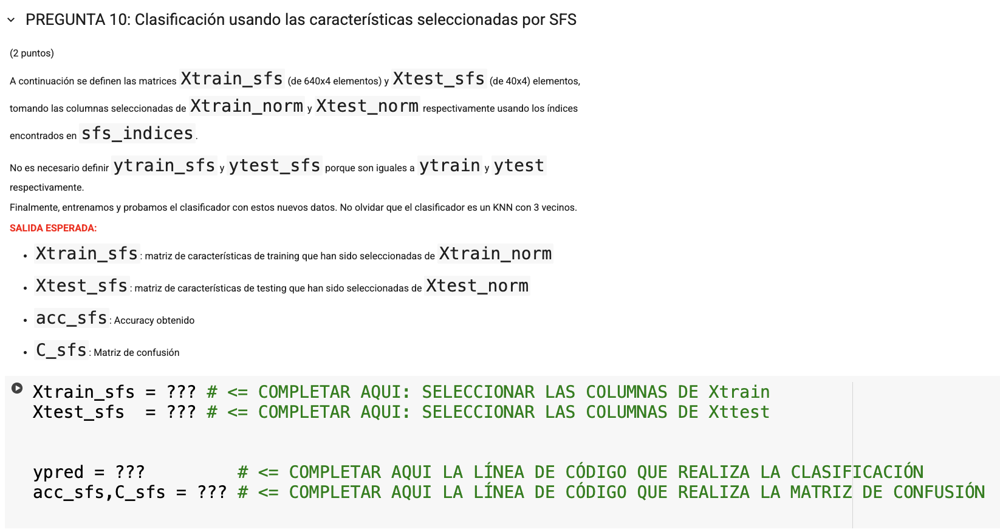 PREGUNTA 10: Clasificación usando las características seleccionadas por SFS
(2 puntos)
A continuación se definen las matrices Xtrain_sfs (de 640x4 elementos) y Xtest_sfs (de 40x4) elementos,
tomando las columnas seleccionadas de Xtrain_norm y Xtest_norm respectivamente usando los índices
encontrados en sfs_indices.
No es necesario definir ytrain_sfs y ytest_sfs porque son iguales a ytrain y ytest
respectivamente.
Finalmente, entrenamos y probamos el clasificador con estos nuevos datos. No olvidar que el clasificador es un KNN con 3 vecinos.
SALIDA ESPERADA:
• Xtrain_sfs: matriz de características de training que han sido seleccionadas de Xtrain_norm
• Xtest_sfs: matriz de características de testing que han sido seleccionadas de Xtest_norm
• acc_sfs: Accuracy obtenido
• C_sfs: Matriz de confusión
Xtrain_sfs = ??? # <= COMPLETAR AQUI: SELECCIONAR LAS COLUMNAS DE Xtrain
Xtest_sfs  = ??? # <= COMPLETAR AQUI: SELECCIONAR LAS COLUMNAS DE Xttest
ypred = ???         # <= COMPLETAR AQUI LA LÍNEA DE CÓDIGO QUE REALIZA LA CLASIFICACIÓN
acc_sfs,C_sfs = ??? # <= COMPLETAR AQUI LA LÍNEA DE CÓDIGO QUE REALIZA LA MATRIZ DE CONFUSIÓN